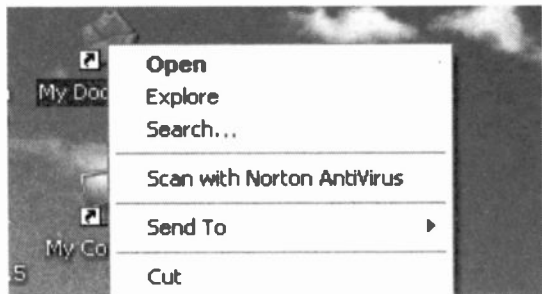 Open
My Doc
Explore
Search...
Scan with Norton AntiVirus
Send To
My Co
.5
Cut